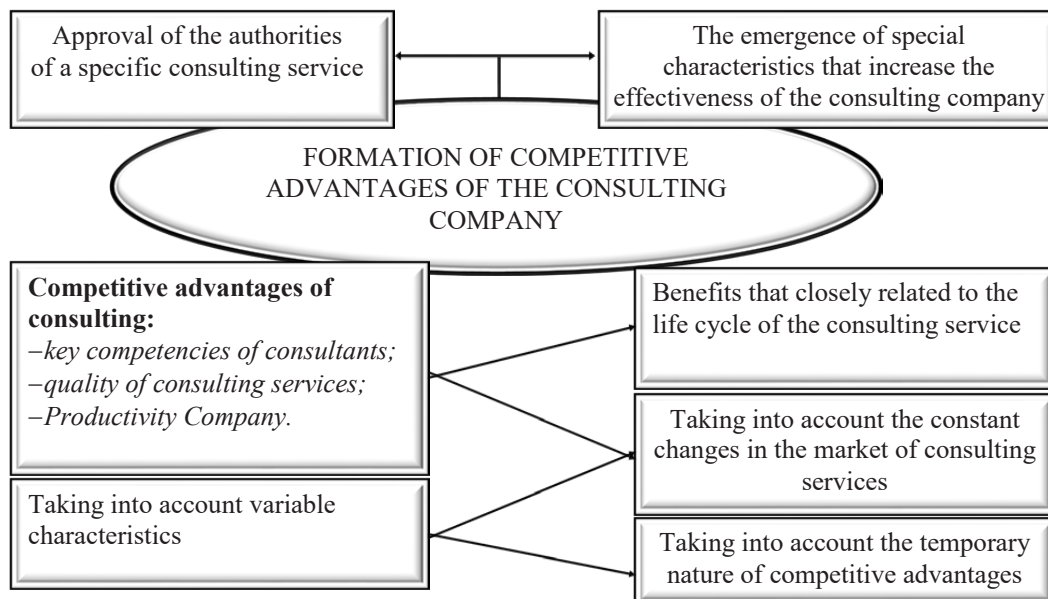 Approval of the authorities
of a specific consulting service
The emergence of special
characteristics that increase the
effectiveness of the consulting company
FORMATION OF COMPETITIVE
ADVANTAGES OF THE CONSULTING
COMPANY
Competitive advantages of
consulting:
–key competencies of consultants;
–quality of consulting services;
–Productivity Company.
Taking into account variable
characteristics
Benefits that closely related to the
life cycle of the consulting service
Taking into account the constant
changes in the market of consulting
services
Taking into account the temporary
nature of competitive advantages